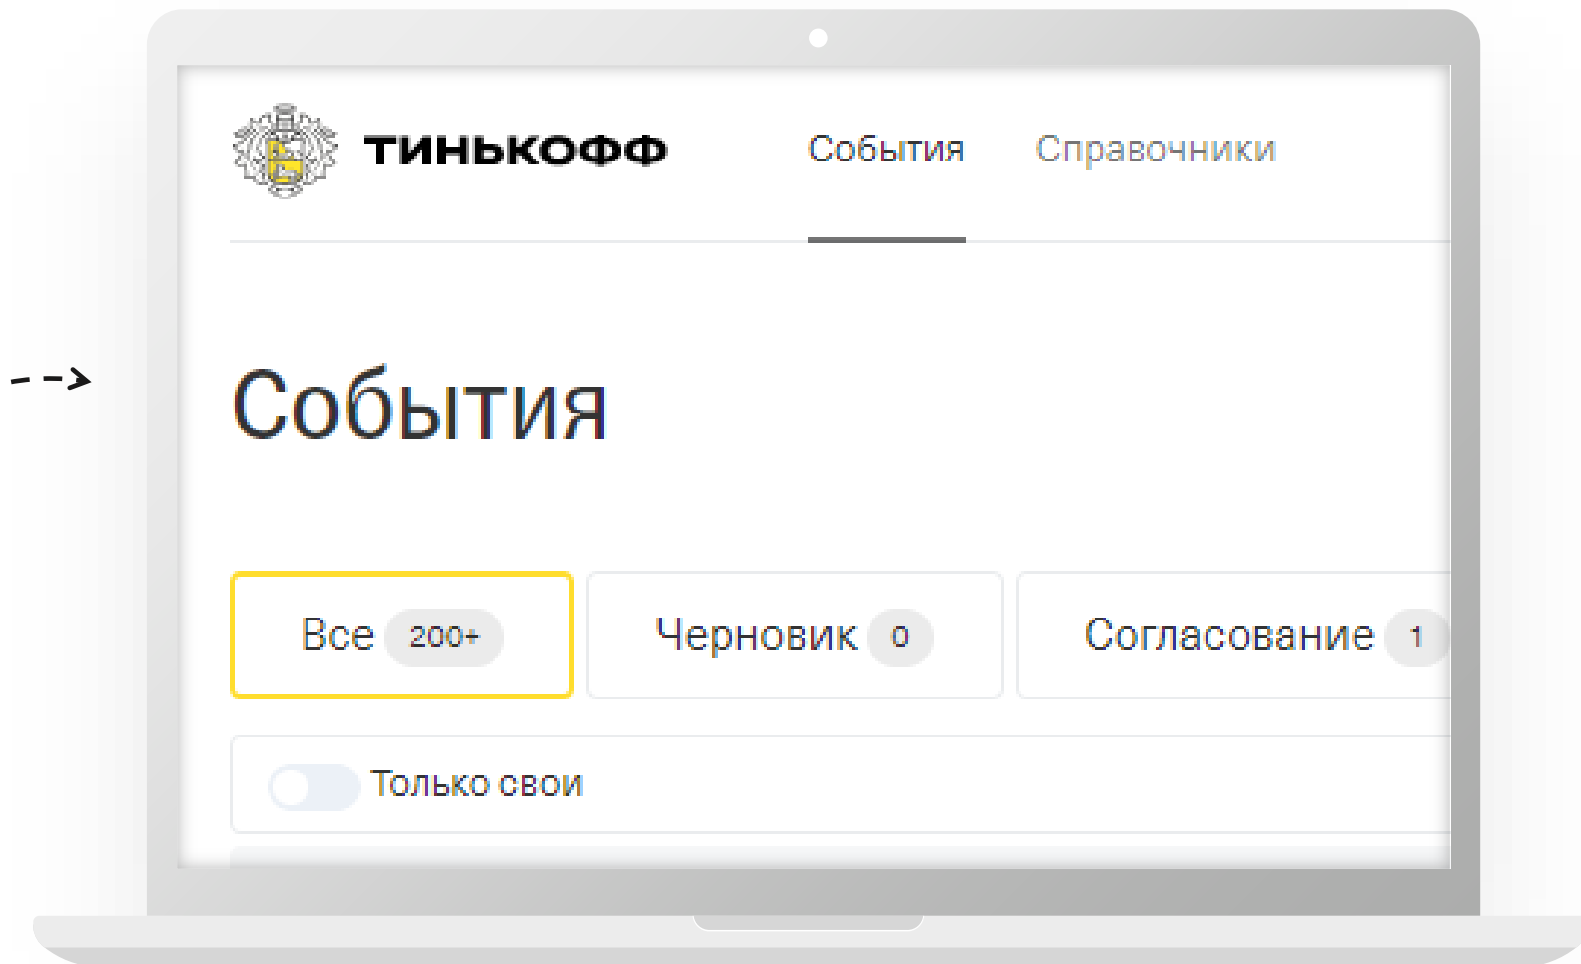 ТИНЬКОФФ События Справочники
События
Все 200+ Черновик 0 Согласование 1
Только свои